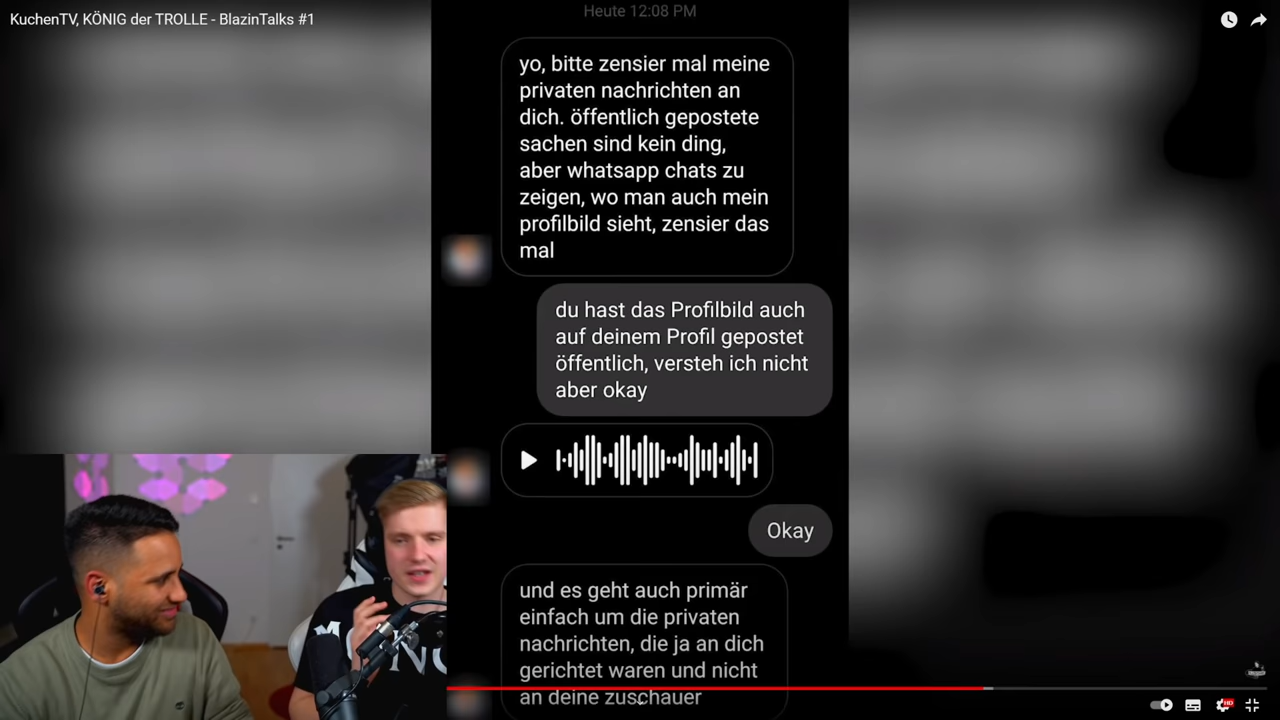 KuchenTV, KÖNIG der TROLLE - BlazinTalks #1
Heute 12:08 PM
yo, bitte zensier mal meine
privaten nachrichten an
dich. öffentlich gepostete
sachen sind kein ding,
aber whatsapp chats zu
zeigen, wo man auch mein
profilbild sieht, zensier das
mal
du hast das Profilbild auch
auf deinem Profil gepostet
öffentlich, versteh ich nicht
aber okay
Okay
und es geht auch primär
einfach um die privaten
nachrichten, die ja an dich
gerichtet waren und nicht
an deine zuschauer
HD